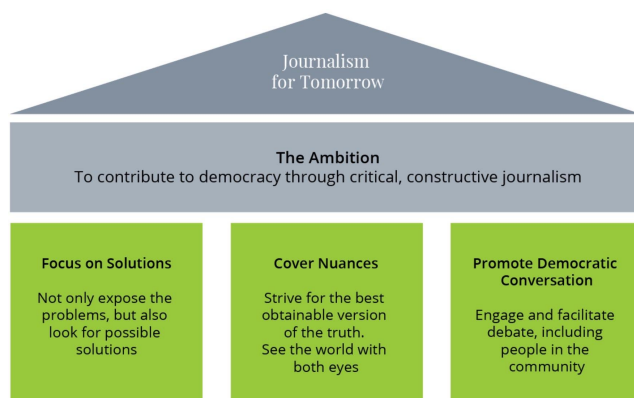 Journalism
for Tomorrow
The Ambition
To contribute to democracy through critical, constructive journalism
Focus on Solutions
Not only expose the
problems, but also
look for possible
solutions
Cover Nuances
Strive for the best
obtainable version
of the truth.
See the world with
both eyes
Promote Democratic
Conversation
Engage and facilitate
debate, including
people in the
community